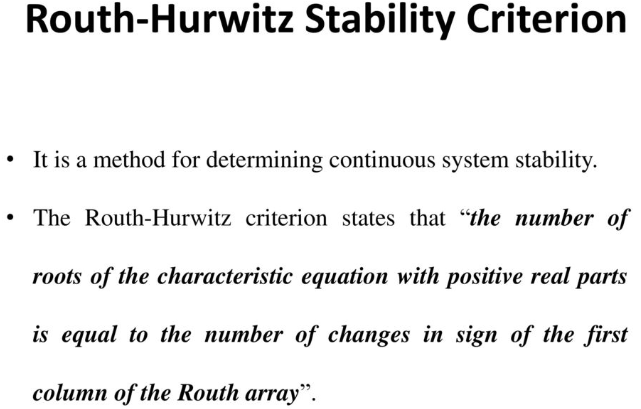 Routh-Hurwitz Stability Criterion
• It is a method for determining continuous system stability.
• The Routh-Hurwitz criterion states that “the number of
roots of the characteristic equation with positive real parts
is equal to the number of changes in sign of the first
column of the Routh array”.